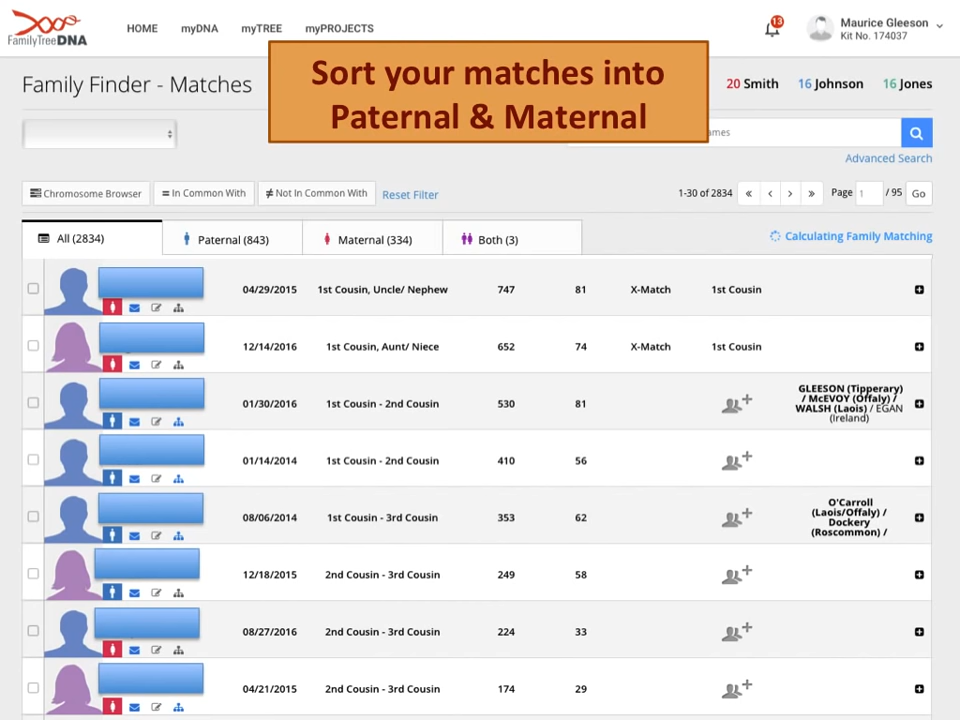 FamilyTreeDNA
HOME myDNA myTREE myPROJECTS
13
Maurice Gleeson
Kit No. 174037
Sort your matches into
Paternal & Maternal
Family Finder - Matches
20 Smith 16 Johnson 16 Jones
ames
Advanced Search
Chromosome Browser = In Common With ≠ Not In Common With Reset Filter
1-30 of 2834 « ‹ › » Page 1 / 95 Go
All (2834) Paternal (843) Maternal (334) Both (3)
Calculating Family Matching
04/29/2015 1st Cousin, Uncle/ Nephew 747 81 X-Match 1st Cousin
12/14/2016 1st Cousin, Aunt/ Niece 652 74 X-Match 1st Cousin
01/30/2016 1st Cousin - 2nd Cousin 530 81
GLEESON (Tipperary)
/ McEVOY (Offaly) /
WALSH (Laois) / EGAN
(Ireland)
01/14/2014 1st Cousin - 2nd Cousin 410 56
08/06/2014 1st Cousin - 3rd Cousin 353 62
O'Carroll
(Laois/Offaly) /
Dockery
(Roscommon) /
12/18/2015 2nd Cousin - 3rd Cousin 249 58
08/27/2016 2nd Cousin - 3rd Cousin 224 33
04/21/2015 2nd Cousin - 3rd Cousin 174 29